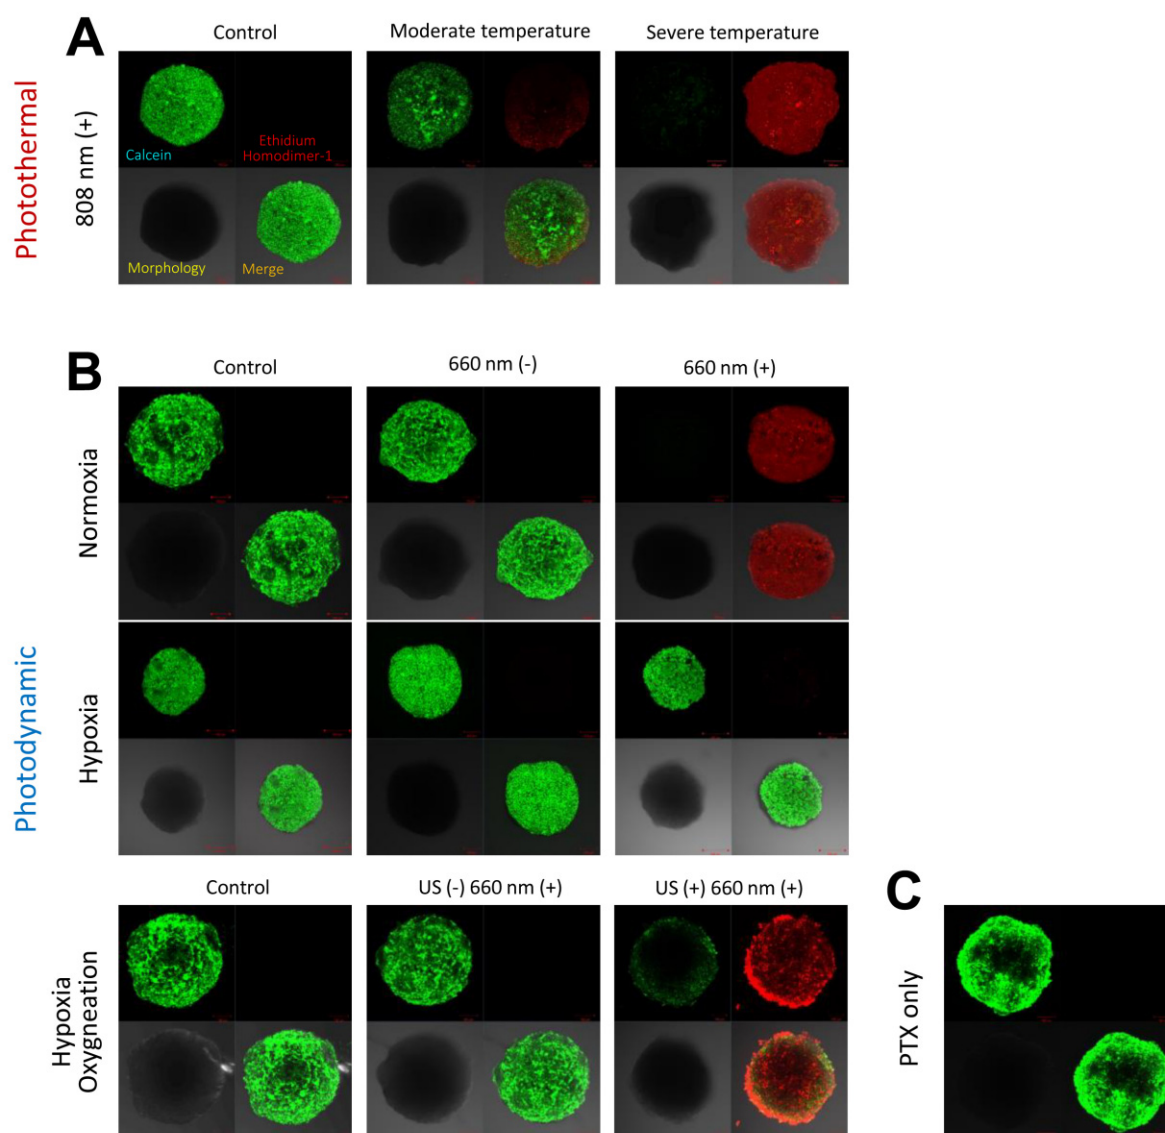 A
Control
Moderate temperature
Severe temperature
Photothermal
808 nm (+)
Calcein
Ethidium
Homodimer-1
Morphology
Merge
B
Control
660 nm (-)
660 nm (+)
Photodynamic
Normoxia
Hypoxia
Control
US (-) 660 nm (+)
US (+) 660 nm (+)
Hypoxia
Oxygneation
C
PTX only